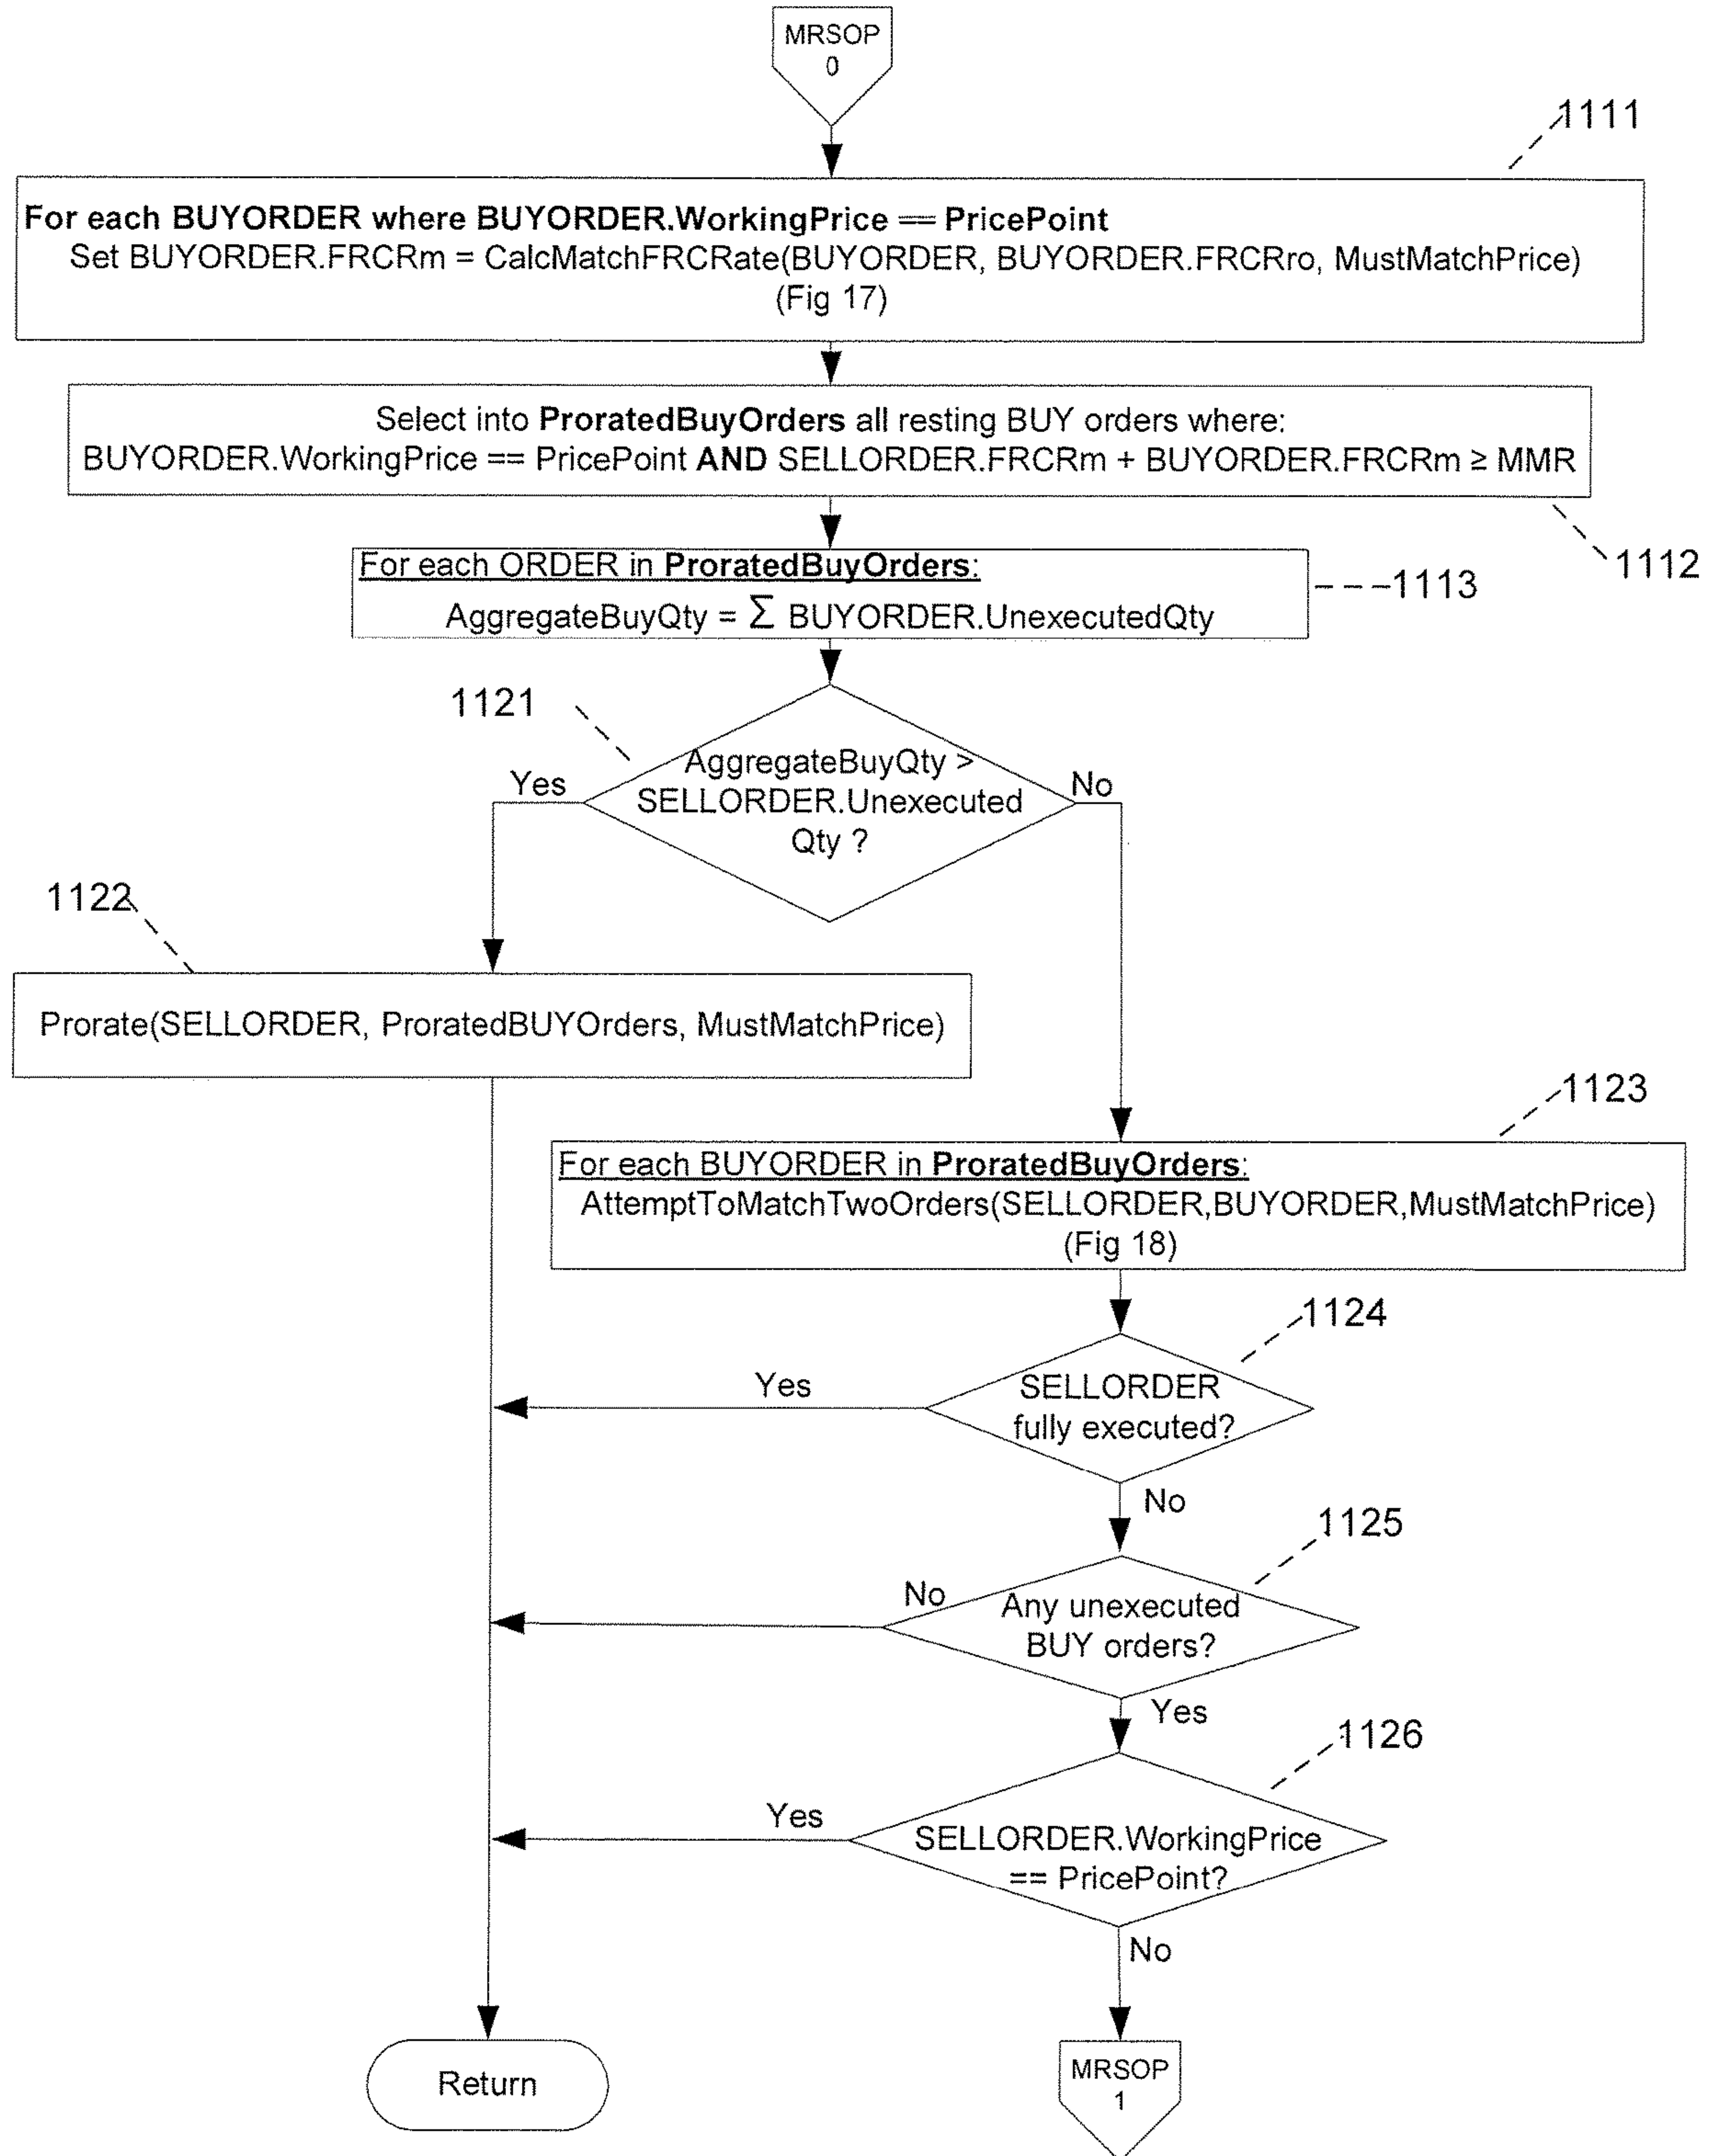 MRSOP
0
1111
For each BUYORDER where BUYORDER.WorkingPrice == PricePoint
Set BUYORDER.FRCRm = CalcMatchFRCRate(BUYORDER, BUYORDER.FRCRro, MustMatchPrice)
(Fig 17)
Select into ProratedBuyOrders all resting BUY orders where:
BUYORDER.WorkingPrice == PricePoint AND SELLORDER.FRCRm + BUYORDER.FRCRm ≥ MMR
1112
For each ORDER in ProratedBuyOrders:
AggregateBuyQty = Σ BUYORDER.UnexecutedQty
1113
1121
AggregateBuyQty >
SELLORDER.Unexecuted
Qty ?
Yes
No
1122
Prorate(SELLORDER, ProratedBUYOrders, MustMatchPrice)
1123
For each BUYORDER in ProratedBuyOrders:
AttemptToMatchTwoOrders(SELLORDER,BUYORDER,MustMatchPrice)
(Fig 18)
1124
SELLORDER
fully executed?
Yes
No
1125
Any unexecuted
BUY orders?
No
Yes
1126
SELLORDER.WorkingPrice
== PricePoint?
Yes
No
Return
MRSOP
1